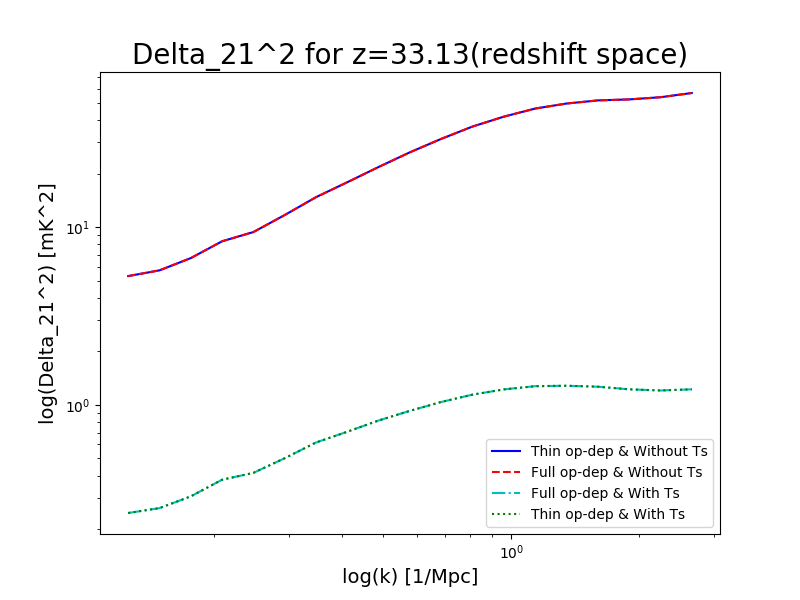 Delta_21^2 for z=33.13(redshift space)
log(Delta_21^2) [mK^2]
10^1
10^0
Thin op-dep & Without Ts
Full op-dep & Without Ts
Full op-dep & With Ts
Thin op-dep & With Ts
10^0
log(k) [1/Mpc]